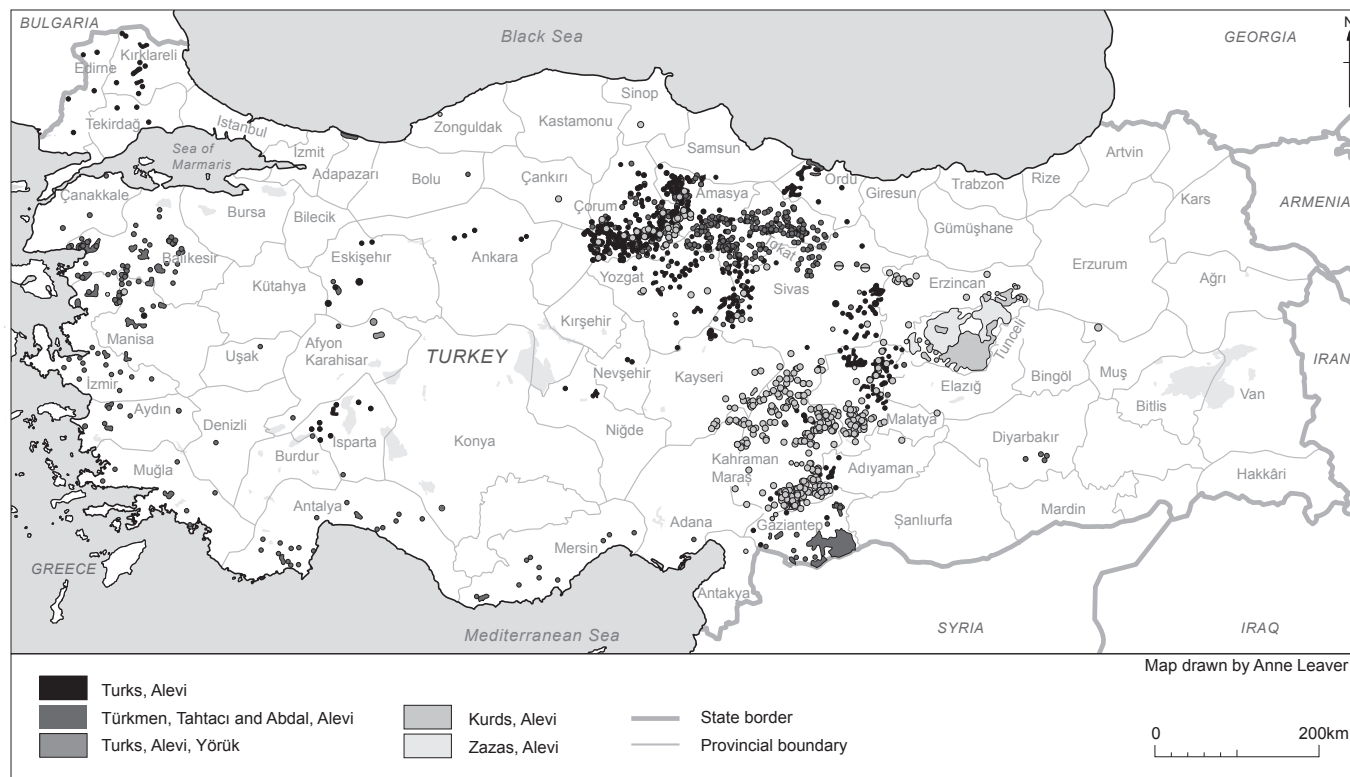 BULGARIA
Black Sea
GEORGIA
N
Kırklareli
Edirne
Sinop
Zonguldak
Kastamonu
Tekirdağ
Istanbul
Samsun
Artvin
Sea of
Marmaris
İzmit
Adapazarı
Bolu
Çankırı
Amasya
Ordu
Giresun
Trabzon
Rize
Kars
ARMENIA
Çanakkale
Bursa
Bilecik
Çorum
Gümüşhane
Tokat
Balıkesir
Eskişehır
Ankara
Yozgat
Sivas
Erzincan
Erzurum
Ağrı
Kütahya
Kırşehir
Tunceli
Manisa
Uşak
Afyon
Karahisar
TURKEY
Nevşehir
Kayseri
Elazığ
Bingöl
Muş
IRAN
İzmir
Bitlis
Van
Aydın
Denizli
Isparta
Konya
Niğde
Malatya
Burdur
Diyarbakır
Muğla
Kahraman
Maraş
Adıyaman
Hakkâri
Antalya
Adana
Gaziantep
Şanlıurfa
Mardin
Mersin
GREECE
Antakya
Mediterranean Sea
SYRIA
IRAQ
Map drawn by Anne Leaver
Turks, Alevi
Türkmen, Tahtacı and Abdal, Alevi
Turks, Alevi, Yörük
Kurds, Alevi
Zazas, Alevi
State border
Provincial boundary
0 200km